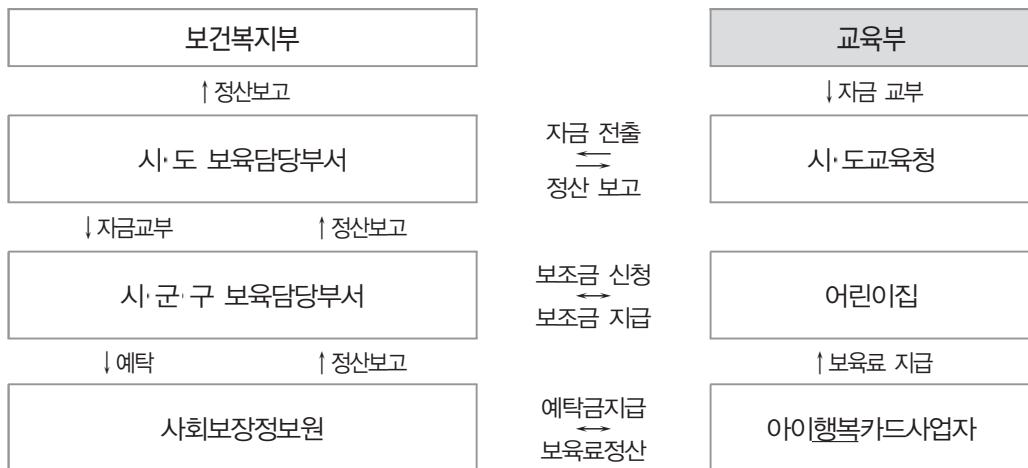 보건복지부
교육부
↑정산보고
↓자금 교부
시·도 보육담당부서
자금 전출
←
→
정산 보고
시·도교육청
↓자금교부
↑정산보고
시·군·구 보육담당부서
보조금 신청
↔
보조금 지급
어린이집
↓예탁
↑정산보고
↑보육료 지급
사회보장정보원
예탁금지급
↔
보육료정산
아이행복카드사업자